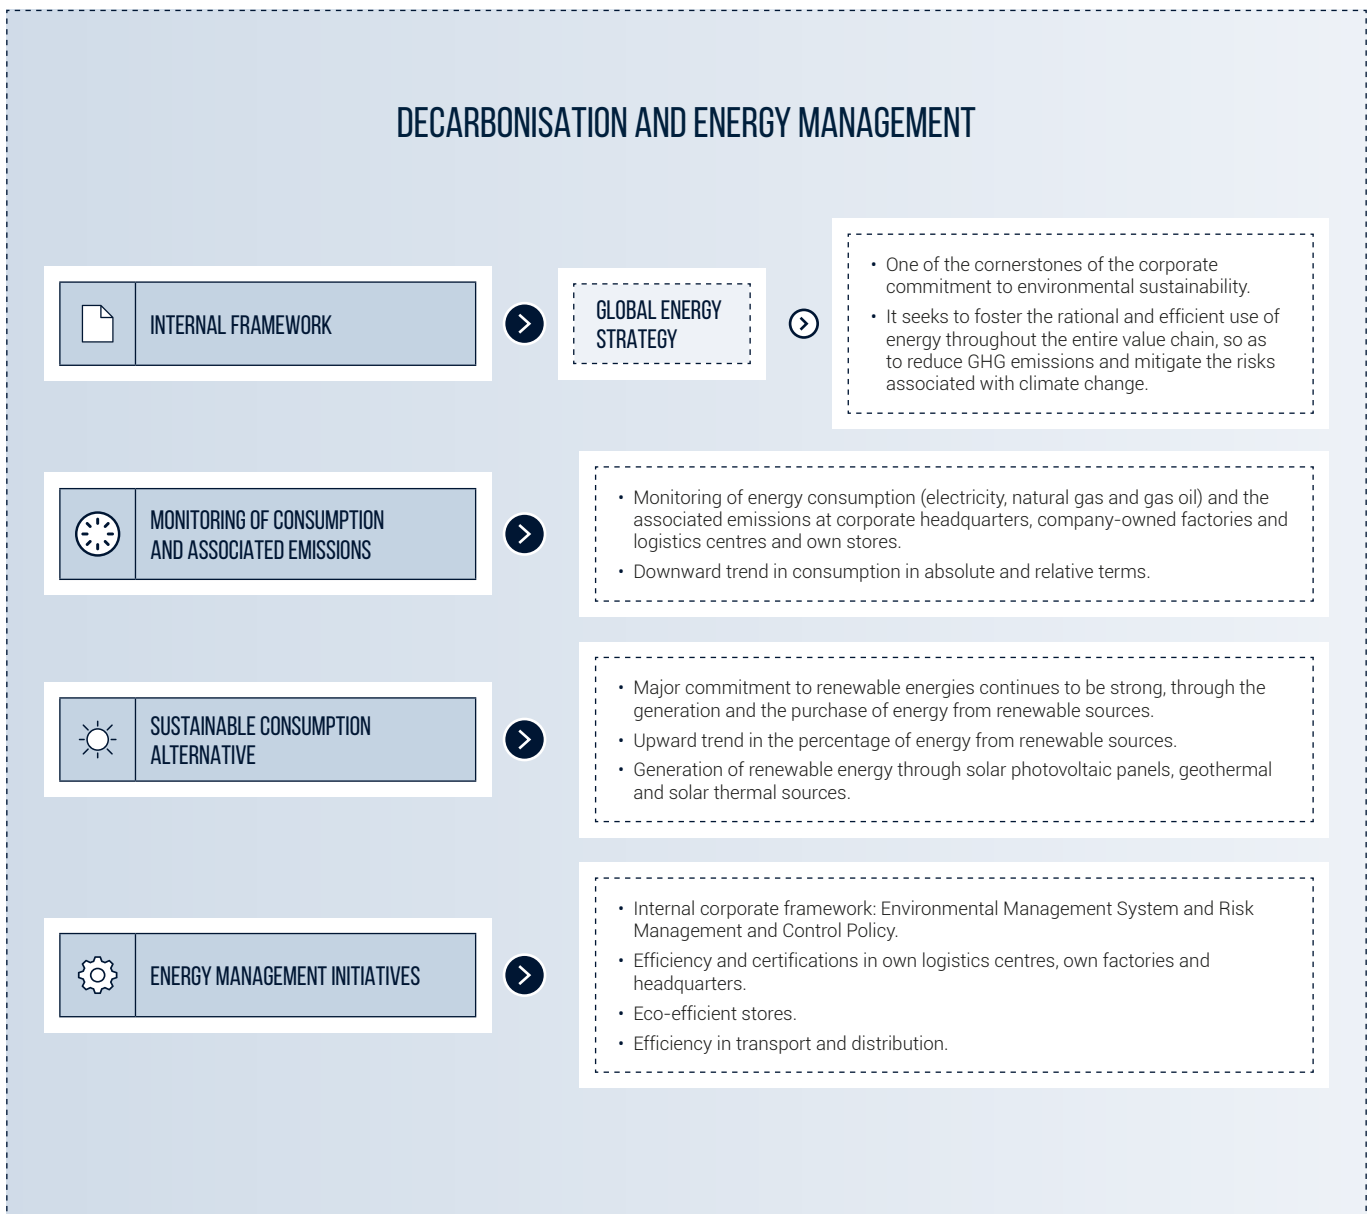 DECARBONISATION AND ENERGY MANAGEMENT
INTERNAL FRAMEWORK
GLOBAL ENERGY
STRATEGY
• One of the cornerstones of the corporate
commitment to environmental sustainability.
• It seeks to foster the rational and efficient use of
energy throughout the entire value chain, so as
to reduce GHG emissions and mitigate the risks
associated with climate change.
MONITORING OF CONSUMPTION
AND ASSOCIATED EMISSIONS
• Monitoring of energy consumption (electricity, natural gas and gas oil) and the
associated emissions at corporate headquarters, company-owned factories and
logistics centres and own stores.
• Downward trend in consumption in absolute and relative terms.
SUSTAINABLE CONSUMPTION
ALTERNATIVE
• Major commitment to renewable energies continues to be strong, through the
generation and the purchase of energy from renewable sources.
• Upward trend in the percentage of energy from renewable sources.
• Generation of renewable energy through solar photovoltaic panels, geothermal
and solar thermal sources.
ENERGY MANAGEMENT INITIATIVES
• Internal corporate framework: Environmental Management System and Risk
Management and Control Policy.
• Efficiency and certifications in own logistics centres, own factories and
headquarters.
• Eco-efficient stores.
• Efficiency in transport and distribution.